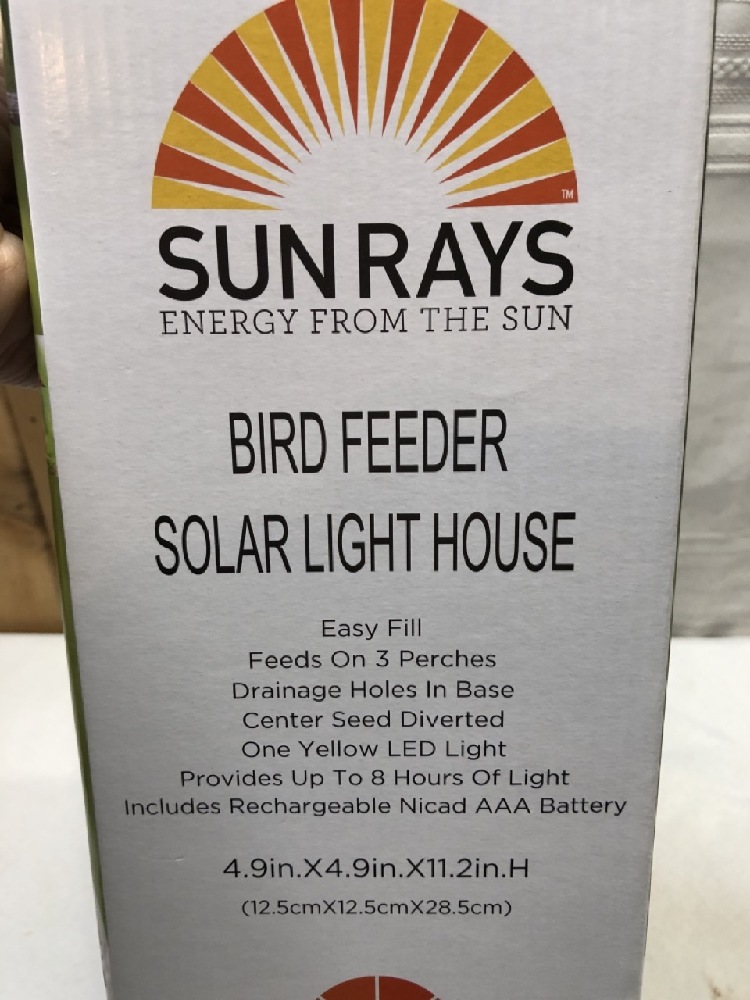 TM
SUN RAYS
ENERGY FROM THE SUN
BIRD FEEDER
SOLAR LIGHT HOUSE
Easy Fill
Feeds On 3 Perches
Drainage Holes In Base
Center Seed Diverted
One Yellow LED Light
Provides Up To 8 Hours Of Light
Includes Rechargeable Nicad AAA Battery
4.9in.X4.9in.X11.2in.H
(12.5cmX12.5cmX28.5cm)